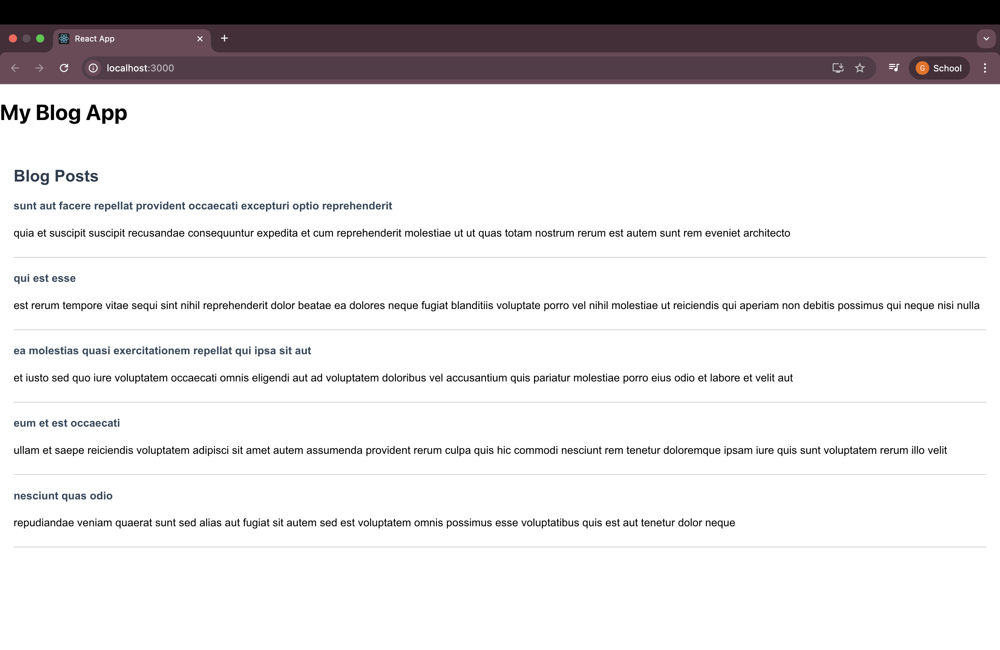 React App
localhost:3000
G School
My Blog App
Blog Posts
sunt aut facere repellat provident occaecati excepturi optio reprehenderit
quia et suscipit suscipit recusandae consequuntur expedita et cum reprehenderit molestiae ut ut quas totam nostrum rerum est autem sunt rem eveniet architecto
qui est esse
est rerum tempore vitae sequi sint nihil reprehenderit dolor beatae ea dolores neque fugiat blanditiis voluptate porro vel nihil molestiae ut reiciendis qui aperiam non debitis possimus qui neque nisi nulla
ea molestias quasi exercitationem repellat qui ipsa sit aut
et iusto sed quo iure voluptatem occaecati omnis eligendi aut ad voluptatem doloribus vel accusantium quis pariatur molestiae porro eius odio et labore et velit aut
eum et est occaecati
ullam et saepe reiciendis voluptatem adipisci sit amet autem assumenda provident rerum culpa quis hic commodi nesciunt rem tenetur doloremque ipsam iure quis sunt voluptatem rerum illo velit
nesciunt quas odio
repudiandae veniam quaerat sunt sed alias aut fugiat sit autem sed est voluptatem omnis possimus esse voluptatibus quis est aut tenetur dolor neque